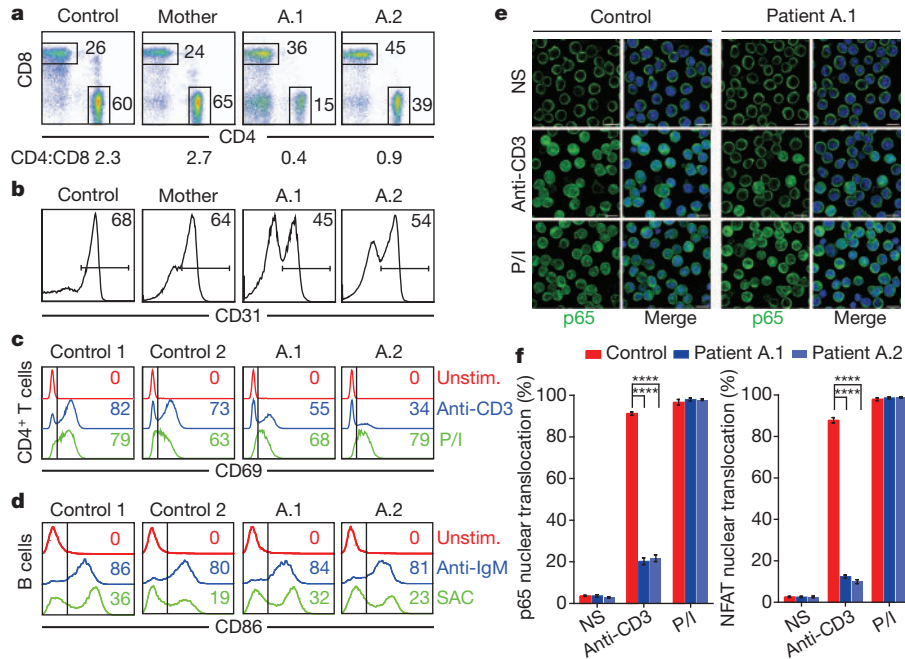 a
Control Mother A.1 A.2
CD8
26 24 36 45
60 65 15 39
CD4
CD4:CD8 2.3 2.7 0.4 0.9
b
Control Mother A.1 A.2
68 64 45 54
CD31
c
Control 1 Control 2 A.1 A.2
CD4+ T cells
0 0 0 0 Unstim.
82 73 55 34 Anti-CD3
79 63 68 79 P/I
CD69
d
Control 1 Control 2 A.1 A.2
B cells
0 0 0 0 Unstim.
86 80 84 81 Anti-IgM
36 19 32 23 SAC
CD86
e
Control Patient A.1
NS
Anti-CD3
P/I
p65 Merge p65 Merge
f
Control Patient A.1 Patient A.2
p65 nuclear translocation (%)
100
80
60
40
20
0
****
****
NS Anti-CD3 P/I
NFAT nuclear translocation (%)
100
80
60
40
20
0
****
****
NS Anti-CD3 P/I